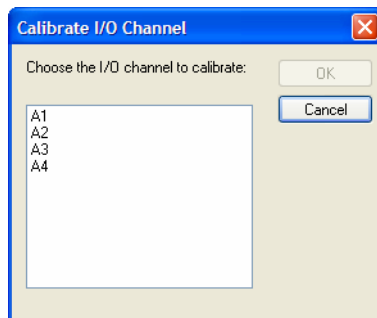 Calibrate I/O Channel
Choose the I/O channel to calibrate:
OK
Cancel
A1
A2
A3
A4